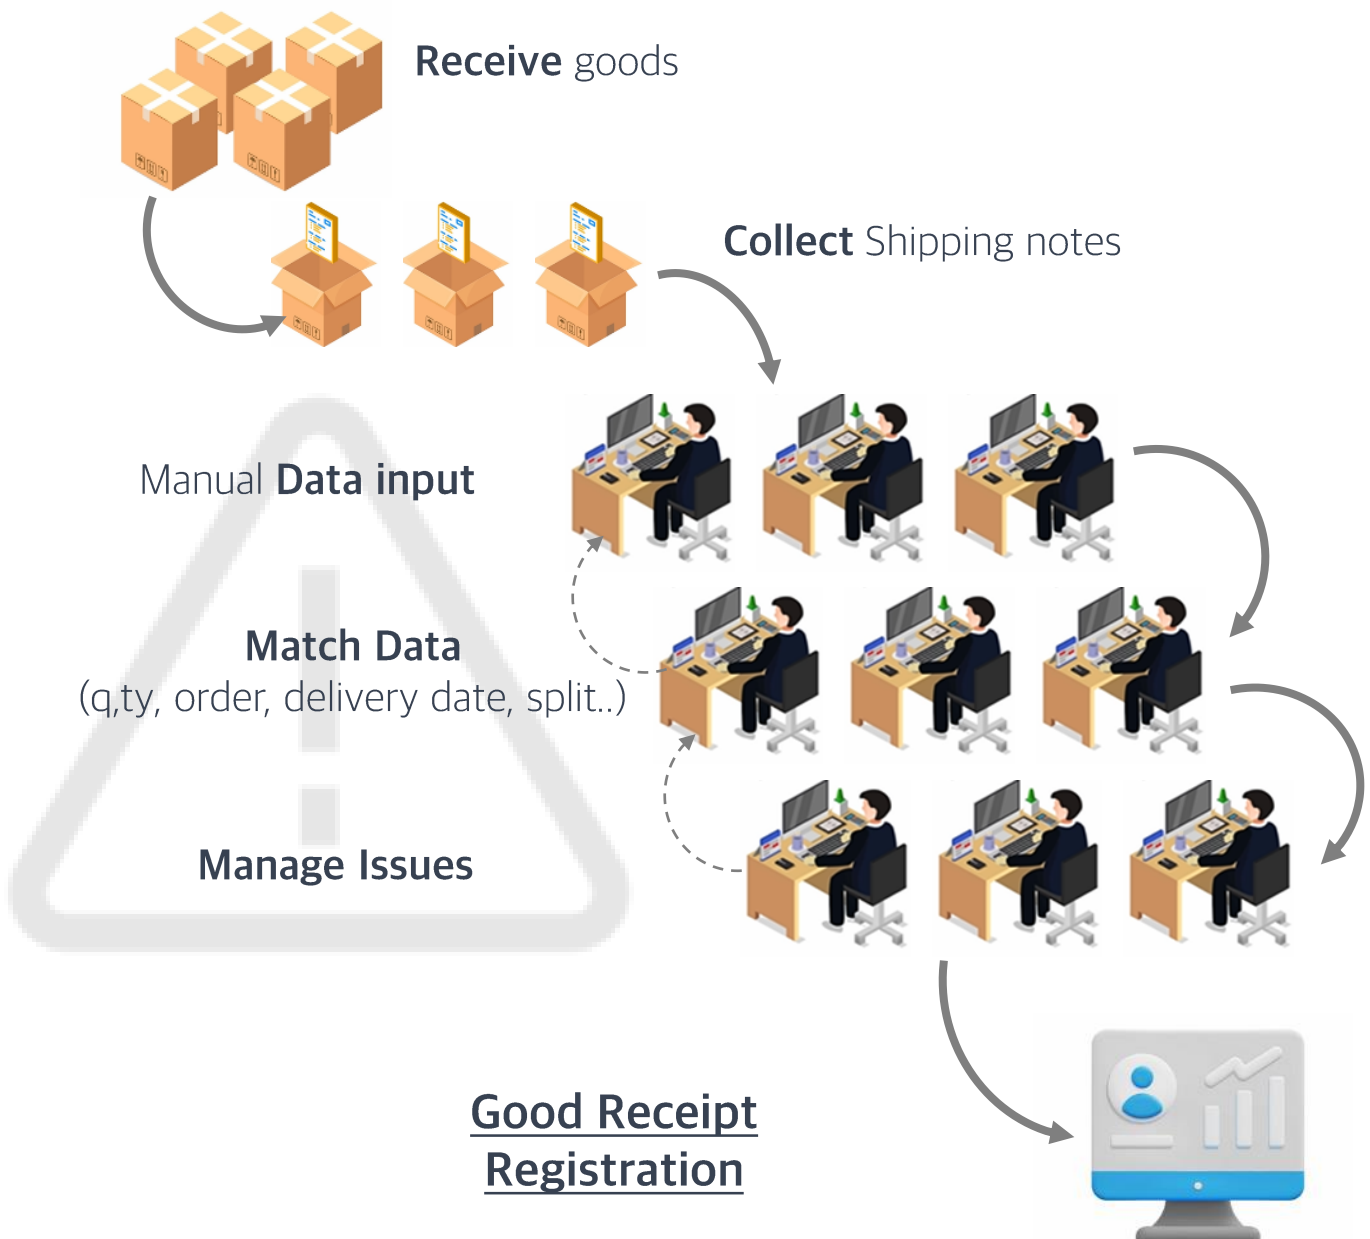 Receive goods
Collect Shipping notes
Manual Data input
Match Data
(q,ty, order, delivery date, split..)
Manage Issues
Good Receipt
Registration